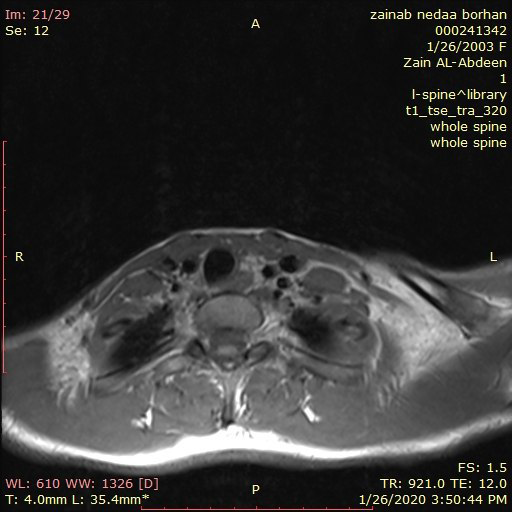 Im: 21/29
Se: 12
A
zainab nedaa borhan
000241342
1/26/2003 F
Zain AL-Abdeen
1
l-spine^library
t1_tse_tra_320
whole spine
whole spine
R
L
WL: 610 WW: 1326 [D]
T: 4.0mm L: 35.4mm*
P
FS: 1.5
TR: 921.0 TE: 12.0
1/26/2020 3:50:44 PM